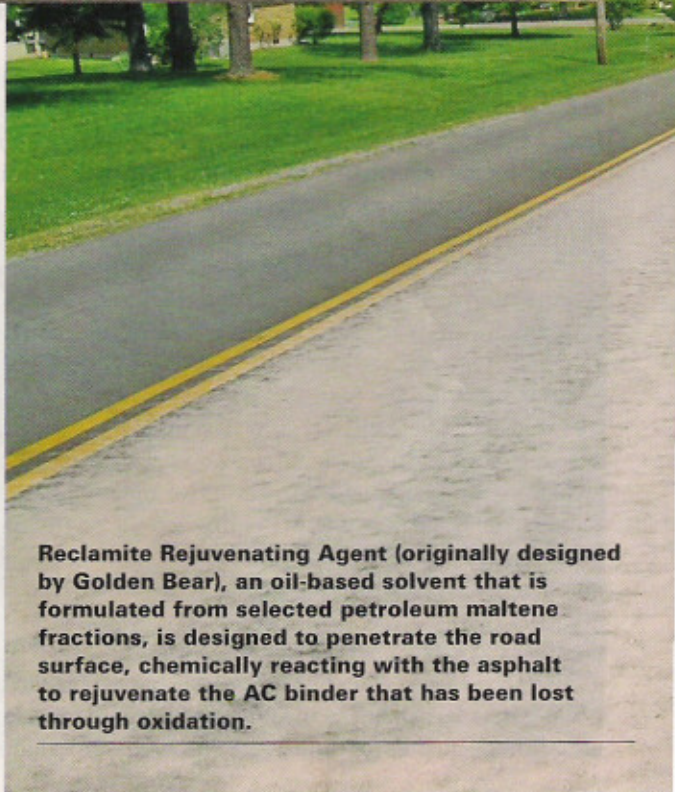 Reclamite Rejuvenating Agent (originally designed
by Golden Bear), an oil-based solvent that is
formulated from selected petroleum maltene
fractions, is designed to penetrate the road
surface, chemically reacting with the asphalt
to rejuvenate the AC binder that has been lost
through oxidation.